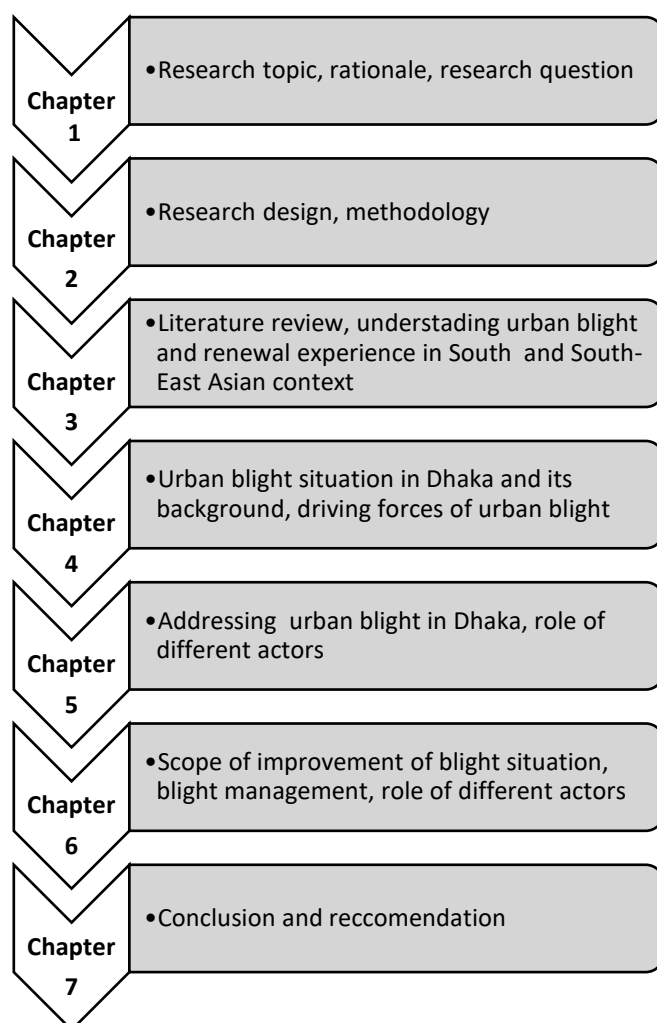 Chapter
1
•Research topic, rationale, research question
Chapter
2
•Research design, methodology
Chapter
3
•Literature review, understading urban blight
and renewal experience in South and South-
East Asian context
Chapter
4
•Urban blight situation in Dhaka and its
background, driving forces of urban blight
Chapter
5
•Addressing urban blight in Dhaka, role of
different actors
Chapter
6
•Scope of improvement of blight situation,
blight management, role of different actors
Chapter
7
•Conclusion and reccomendation